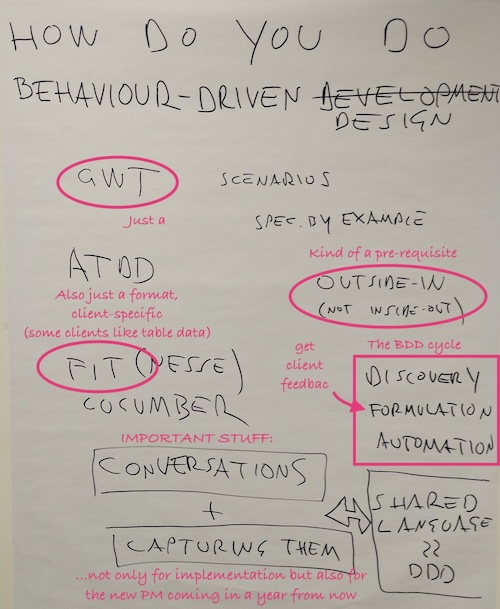 HOW DO YOU DO
BEHAVIOUR-DRIVEN DEVELOPMENT
DESIGN
GWT
SCENARIOS
Just a
SPEC. BY EXAMPLE
Kind of a pre-requisite
ATDD
OUTSIDE-IN
(NOT INSIDE-OUT)
Also just a format,
client-specific
(some clients like table data)
The BDD cycle
FIT (NESSE)
get
client
feedbac
DISCOVERY
FORMULATION
AUTOMATION
CUCUMBER
IMPORTANT STUFF:
CONVERSATIONS
+
CAPTURING THEM
SHARED
LANGUAGE
??
DDD
...not only for implementation but also for
the new PM coming in a year from now